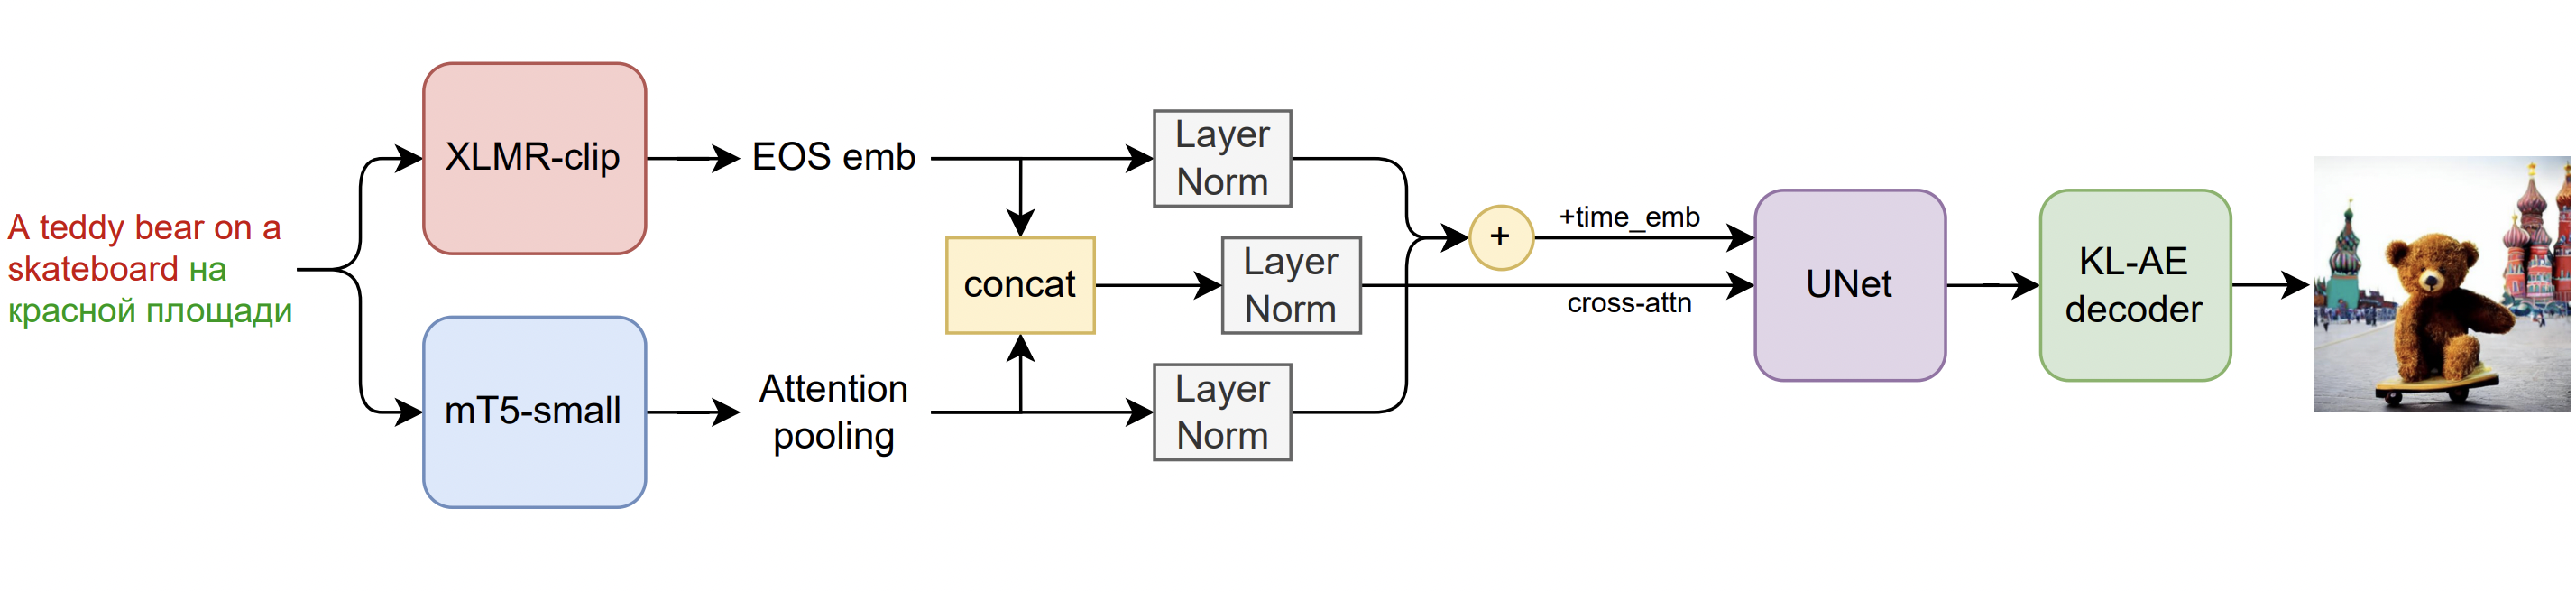 A teddy bear on a
skateboard на
красной площади
XLMR-clip
mT5-small
EOS emb
Attention
pooling
concat
Layer
Norm
Layer
Norm
Layer
Norm
+
+time_emb
cross-attn
UNet
KL-AE
decoder